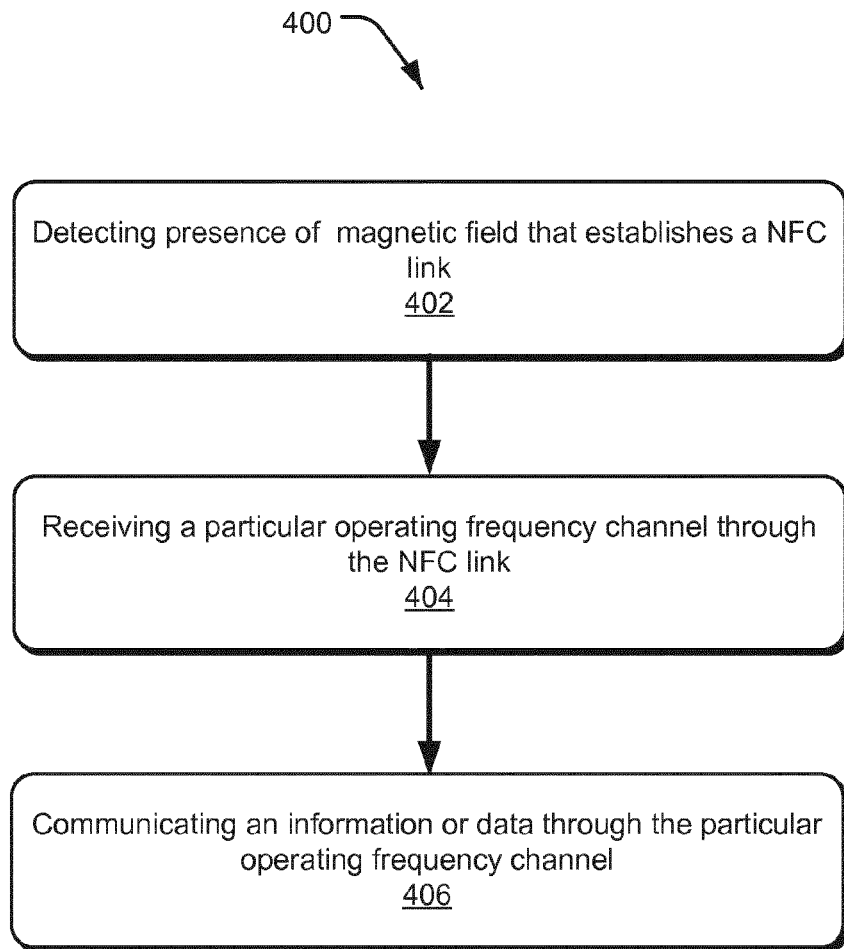 400
Detecting presence of magnetic field that establishes a NFC
link
402
Receiving a particular operating frequency channel through
the NFC link
404
Communicating an information or data through the particular
operating frequency channel
406